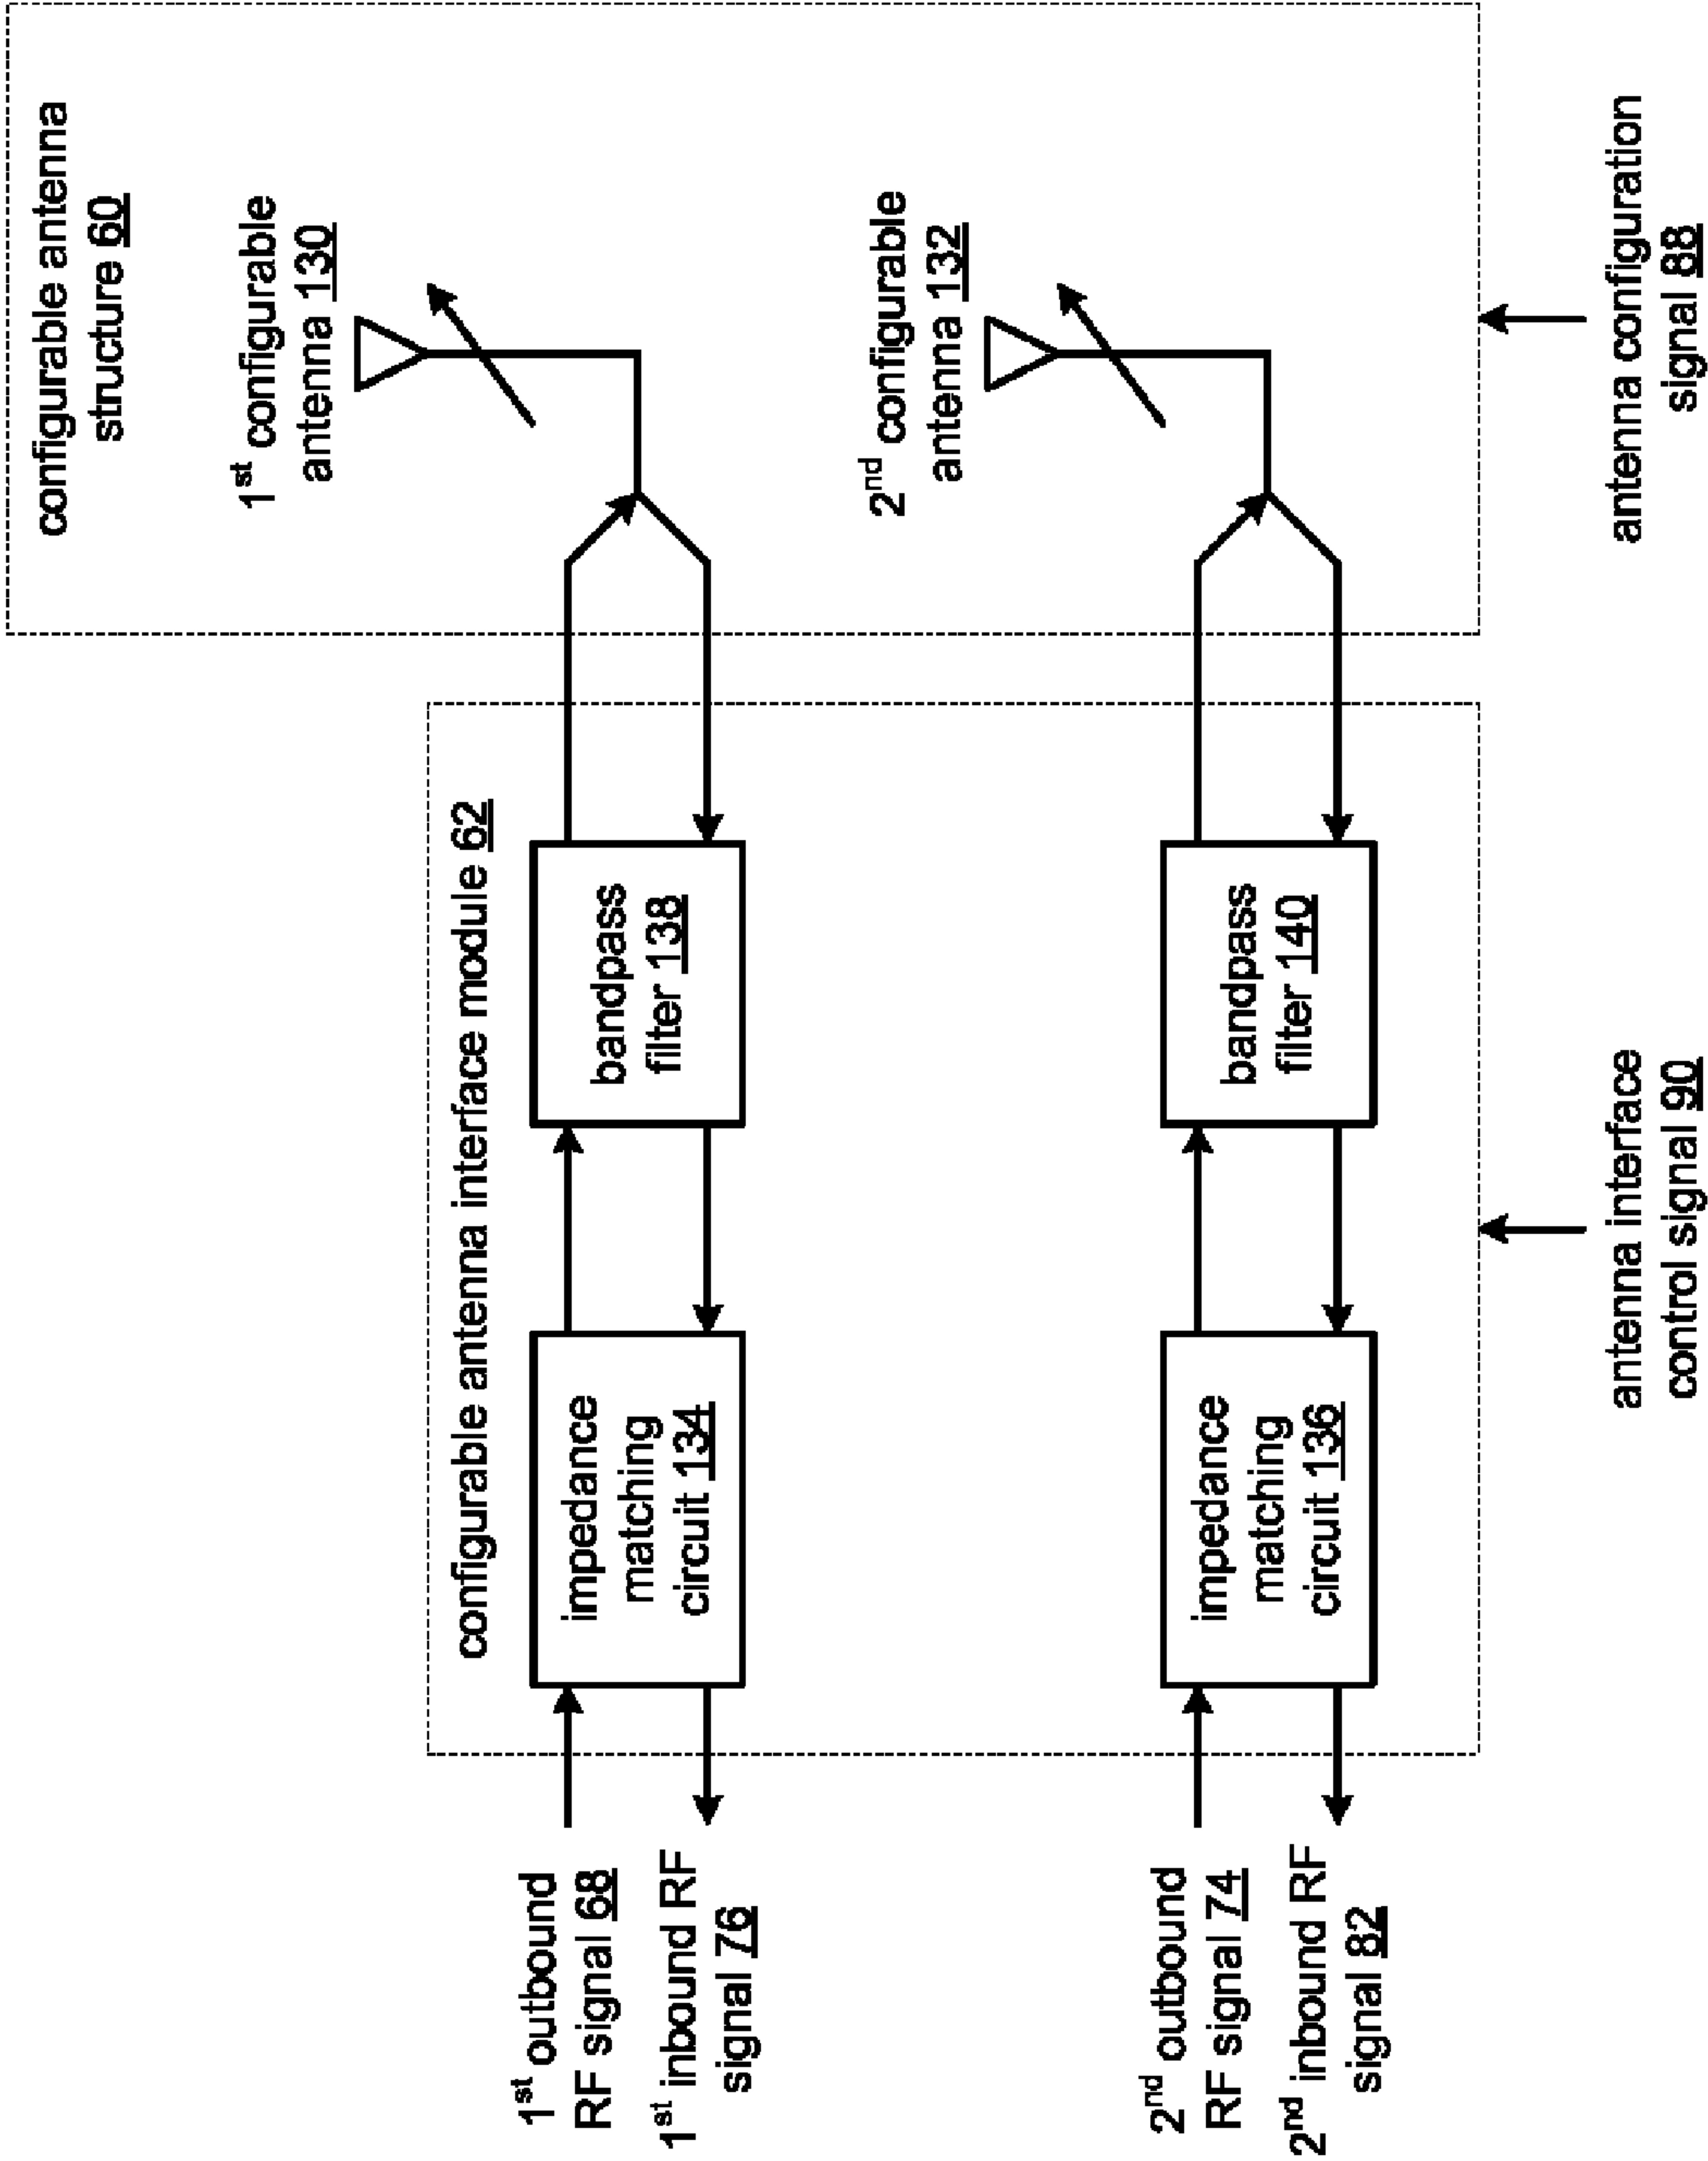 configurable antenna
structure 60
1st configurable
antenna 130
configurable antenna interface module 62
1st outbound
RF signal 68
1st inbound RF
signal 76
impedance
matching
circuit 134
bandpass
filter 138
2nd configurable
antenna 132
2nd outbound
RF signal 74
2nd inbound RF
signal 82
impedance
matching
circuit 136
bandpass
filter 140
antenna interface
control signal 90
antenna configuration
signal 88